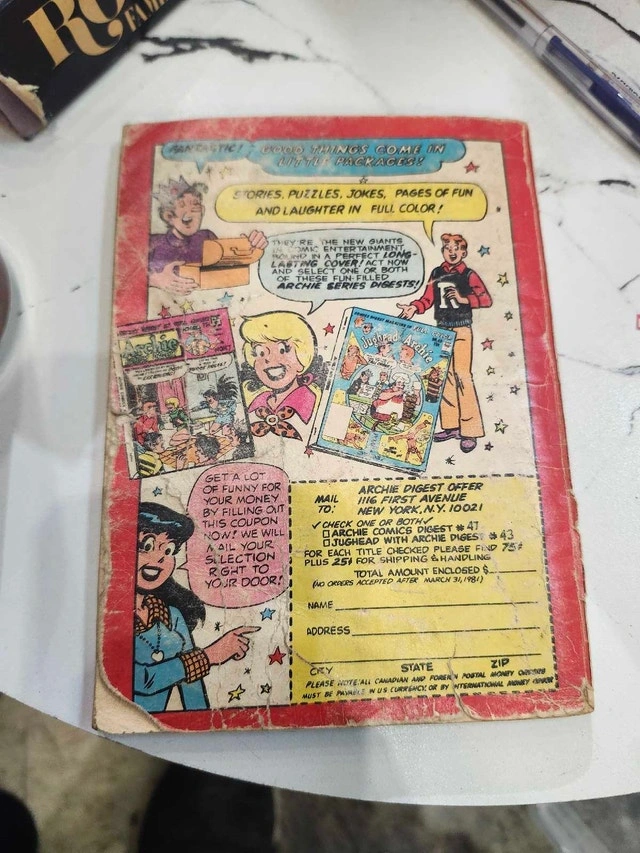 FANTASTIC! GOOD THINGS COME IN
LITTLE PACKAGES!
STORIES, PUZZLES, JOKES, PAGES OF FUN
AND LAUGHTER IN FULL COLOR!
THEY'RE THE NEW GIANTS
IN COMIC ENTERTAINMENT,
BOUND IN A PERFECT LONG-
LASTING COVER! ACT NOW
AND SELECT ONE OR BOTH
OF THESE FUN-FILLED
ARCHIE SERIES DIGESTS!
R
Archie
Jughead Archie
GET A LOT
OF FUNNY FOR
YOUR MONEY
BY FILLING OUT
THIS COUPON
NOW! WE WILL
MAIL YOUR
SELECTION
RIGHT TO
YOUR DOOR!
MAIL TO:
ARCHIE DIGEST OFFER
1116 FIRST AVENUE
NEW YORK, N.Y. 10021
✓CHECK ONE OR BOTH✓
□ ARCHIE COMICS DIGEST # 47
□ JUGHEAD WITH ARCHIE DIGEST # 43
FOR EACH TITLE CHECKED PLEASE FIND 75¢
PLUS 25¢ FOR SHIPPING & HANDLING
TOTAL AMOUNT ENCLOSED $
(NO ORDERS ACCEPTED AFTER MARCH 31, 1981)
NAME
ADDRESS
CITY STATE ZIP
PLEASE NOTE: ALL CANADIAN AND FOREIGN POSTAL MONEY ORDERS
MUST BE PAYABLE IN U.S CURRENCY, OR BY INTERNATIONAL MONEY ORDER